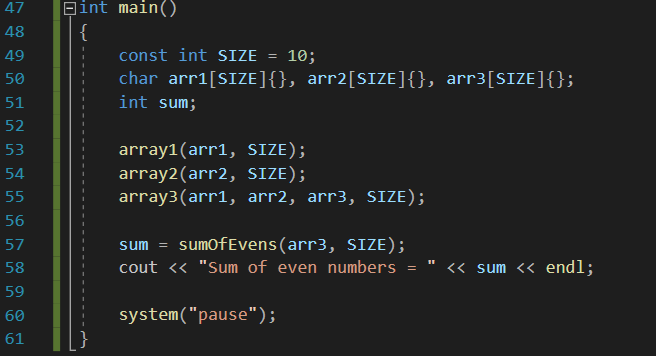 47 int main()
48 {
49 const int SIZE = 10;
50 char arr1[SIZE]{}, arr2[SIZE]{}, arr3[SIZE]{};
51 int sum;
52
53 array1(arr1, SIZE);
54 array2(arr2, SIZE);
55 array3(arr1, arr2, arr3, SIZE);
56
57 sum = sumOfEvens(arr3, SIZE);
58 cout << "Sum of even numbers = " << sum << endl;
59
60 system("pause");
61 }